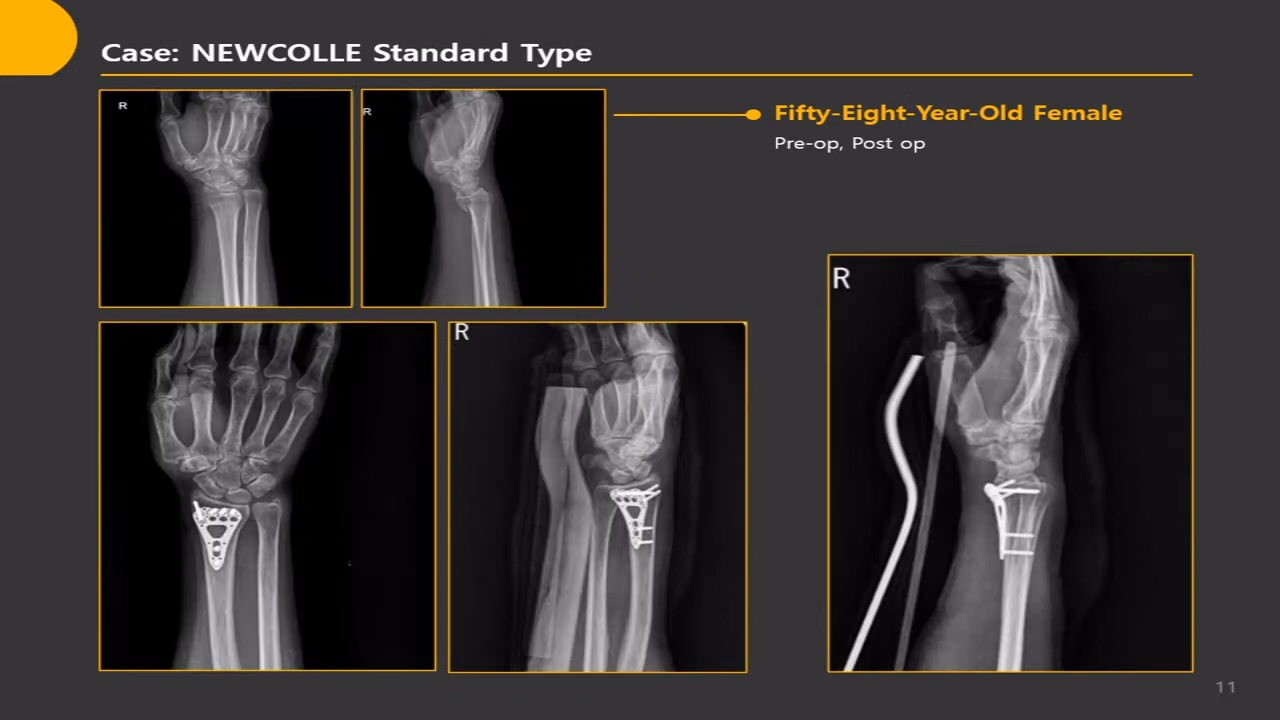 Case: NEWCOLLE Standard Type
R
R
Fifty-Eight-Year-Old Female
Pre-op, Post op
R
R
11